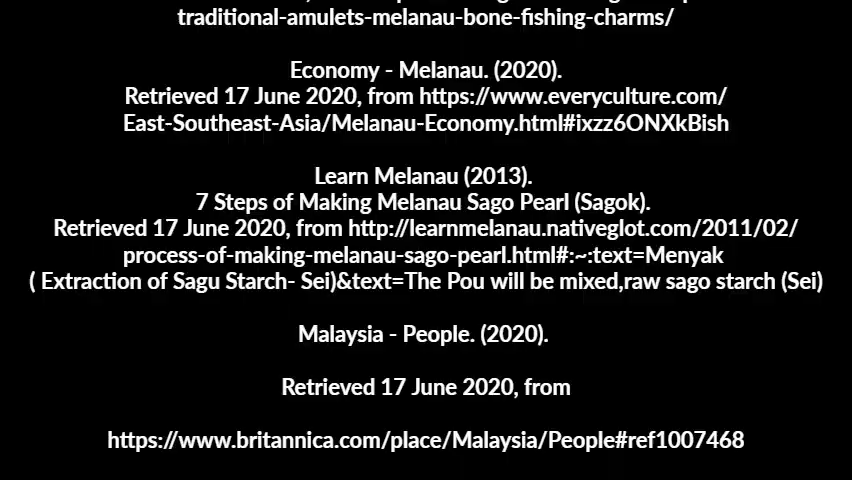 traditional-amulets-melanau-bone-fishing-charms/
Economy - Melanau. (2020).
Retrieved 17 June 2020, from https://www.everyculture.com/
East-Southeast-Asia/Melanau-Economy.html#ixzz6ONXkBish
Learn Melanau (2013).
7 Steps of Making Melanau Sago Pearl (Sagok).
Retrieved 17 June 2020, from http://learnmelanau.nativeglot.com/2011/02/
process-of-making-melanau-sago-pearl.html#:~:text=Menyak
( Extraction of Sagu Starch- Sei)&text=The Pou will be mixed,raw sago starch (Sei)
Malaysia - People. (2020).
Retrieved 17 June 2020, from
https://www.britannica.com/place/Malaysia/People#ref1007468